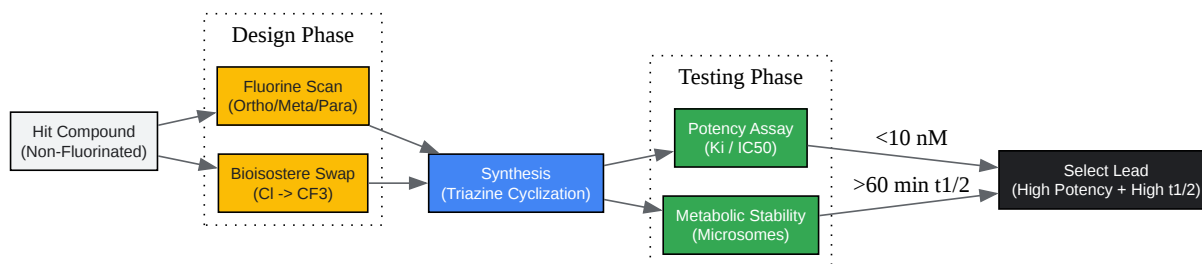 Design Phase
Fluorine Scan
(Ortho/Meta/Para)
Hit Compound
(Non-Fluorinated)
Bioisostere Swap
(Cl -> CF3)
Synthesis
(Triazine Cyclization)
Testing Phase
Potency Assay
(Ki / IC50)
Metabolic Stability
(Microsomes)
<10 nM
>60 min t1/2
Select Lead
(High Potency + High t1/2)